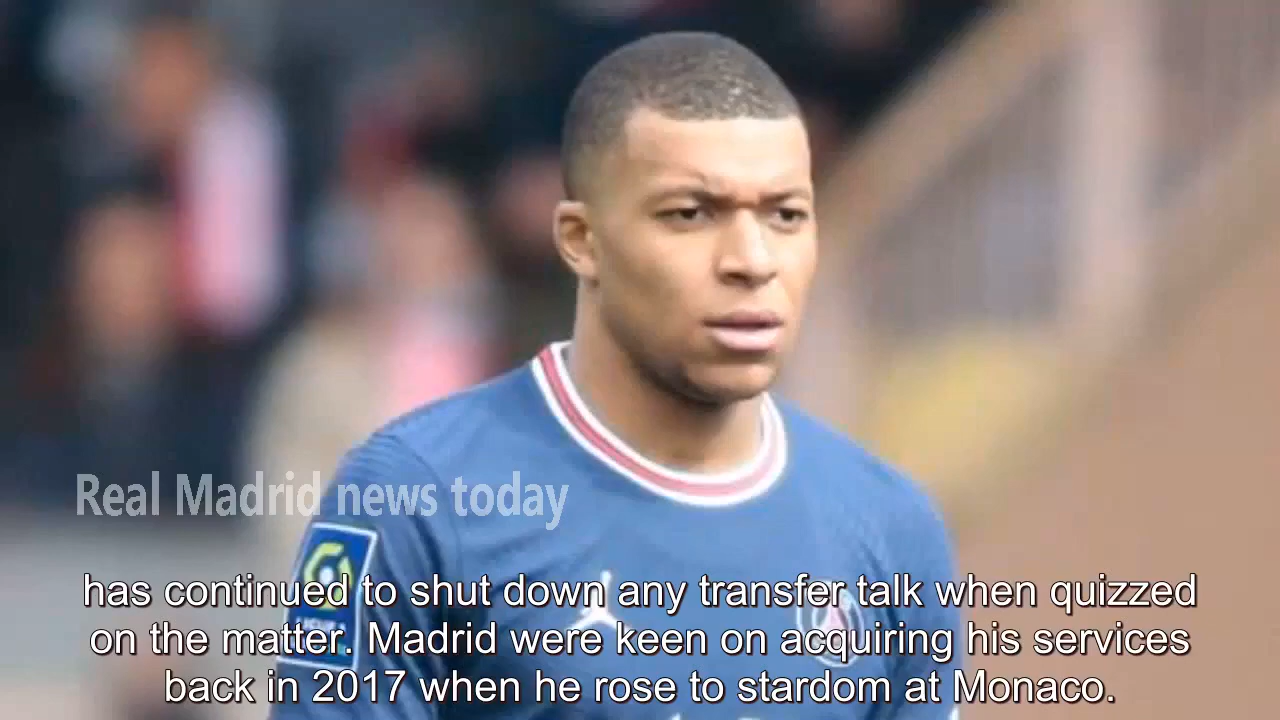 Real Madrid news today
has continued to shut down any transfer talk when quizzed
on the matter. Madrid were keen on acquiring his services
back in 2017 when he rose to stardom at Monaco.